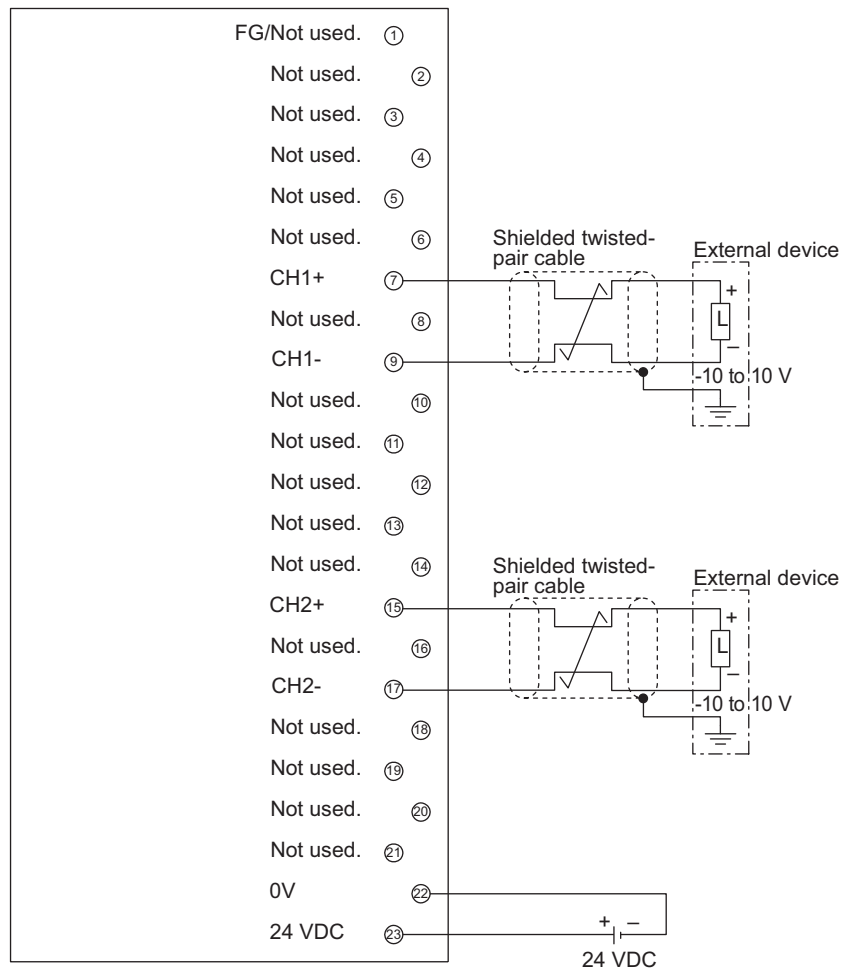 FG/Not used. 1
Not used. 2
Not used. 3
Not used. 4
Not used. 5
Not used. 6
CH1+ 7
Not used. 8
CH1- 9
Not used. 10
Not used. 11
Not used. 12
Not used. 13
Not used. 14
CH2+ 15
Not used. 16
CH2- 17
Not used. 18
Not used. 19
Not used. 20
Not used. 21
0V 22
24 VDC 23
Shielded twisted-
pair cable
External device
+
L
–
-10 to 10 V
Shielded twisted-
pair cable
External device
+
L
–
-10 to 10 V
+ –
24 VDC